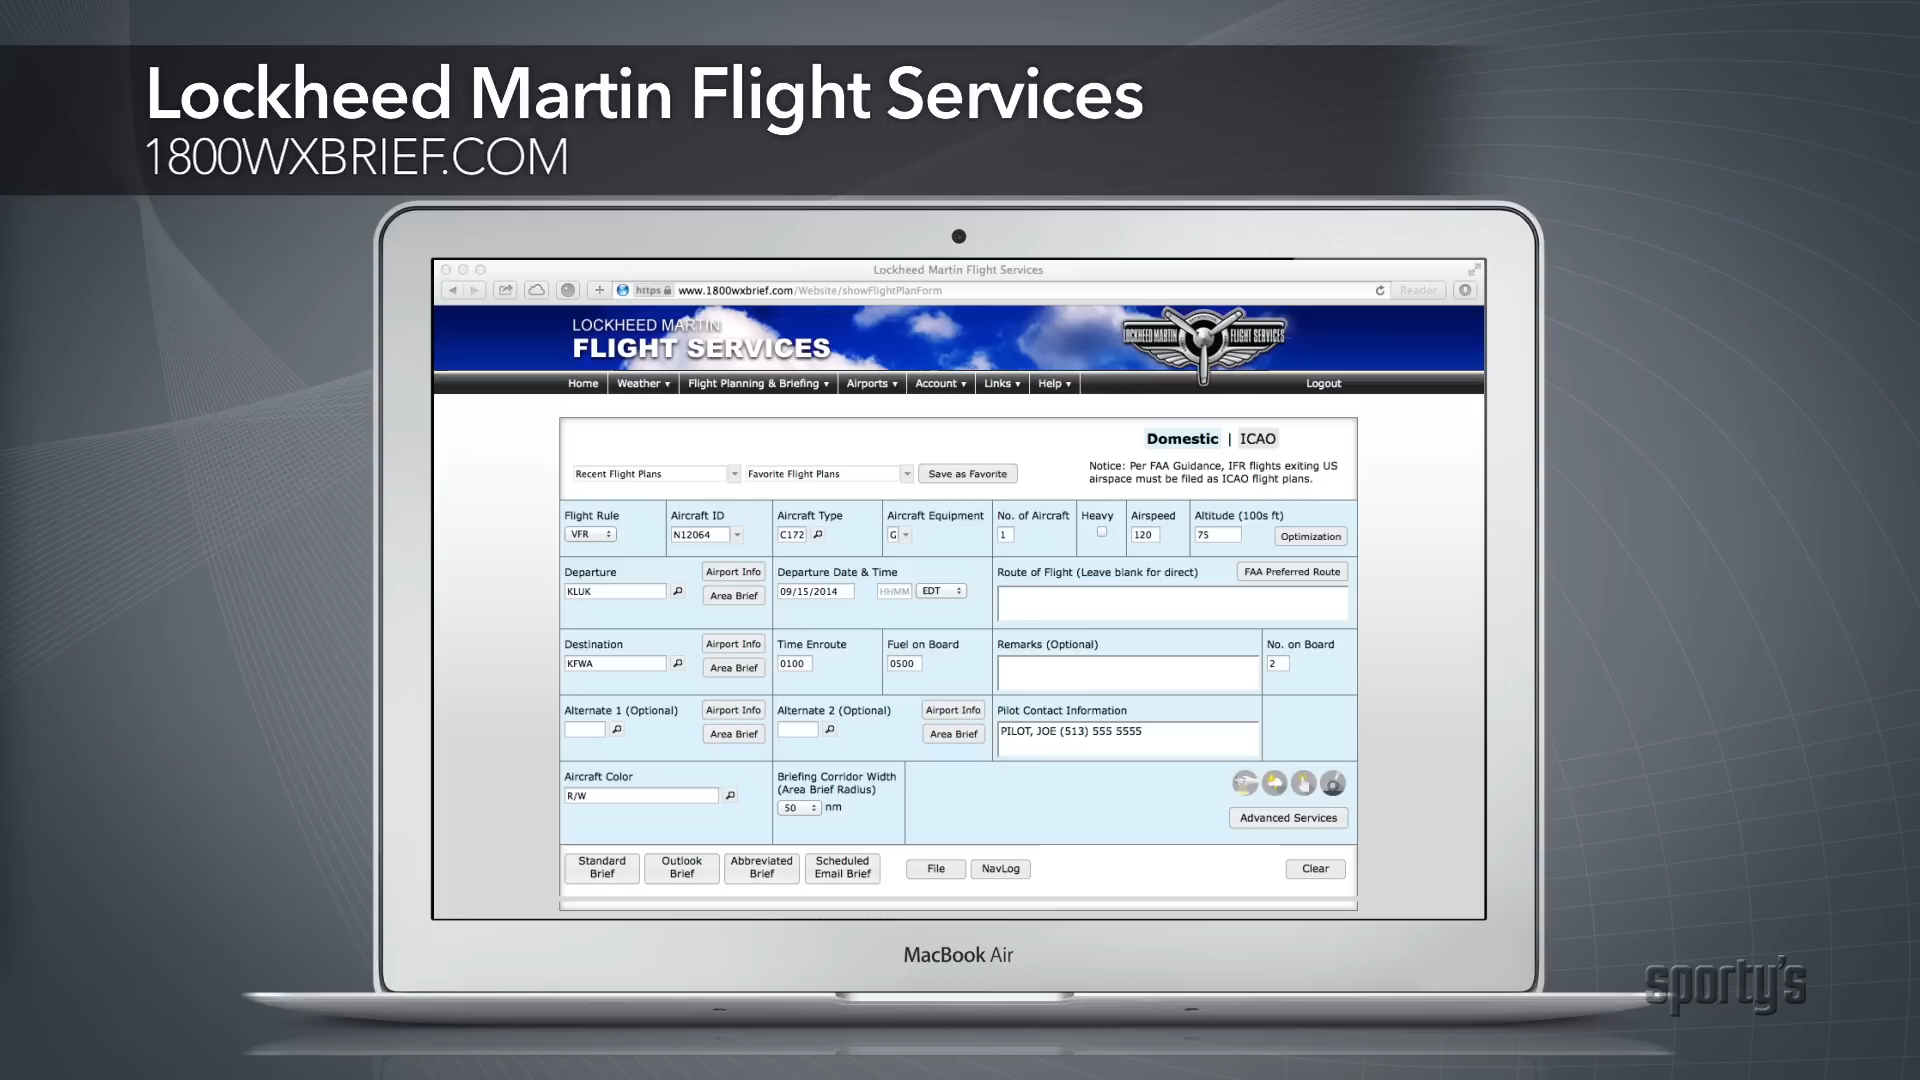 Lockheed Martin Flight Services
1800WXBRIEF.COM
Lockheed Martin Flight Services
https www.1800wxbrief.com/Website/showFlightPlanForm Reader
LOCKHEED MARTIN
FLIGHT SERVICES
LOCKHEED MARTIN FLIGHT SERVICES
Home Weather Flight Planning & Briefing Airports Account Links Help Logout
Domestic | ICAO
Recent Flight Plans Favorite Flight Plans Save as Favorite
Notice: Per FAA Guidance, IFR flights exiting US
airspace must be filed as ICAO flight plans.
Flight Rule Aircraft ID Aircraft Type Aircraft Equipment No. of Aircraft Heavy Airspeed Altitude (100s ft)
VFR N12064 C172 G 1 120 75 Optimization
Departure Airport Info Departure Date & Time Route of Flight (Leave blank for direct) FAA Preferred Route
KLUK Area Brief 09/15/2014 HHMM EDT
Destination Airport Info Time Enroute Fuel on Board Remarks (Optional) No. on Board
KFWA Area Brief 0100 0500 2
Alternate 1 (Optional) Airport Info Alternate 2 (Optional) Airport Info Pilot Contact Information
Area Brief Area Brief PILOT, JOE (513) 555 5555
Aircraft Color Briefing Corridor Width
(Area Brief Radius)
R/W 50 nm
Advanced Services
Standard Brief Outlook Brief Abbreviated Brief Scheduled Email Brief File NavLog Clear
MacBook Air
sporty's